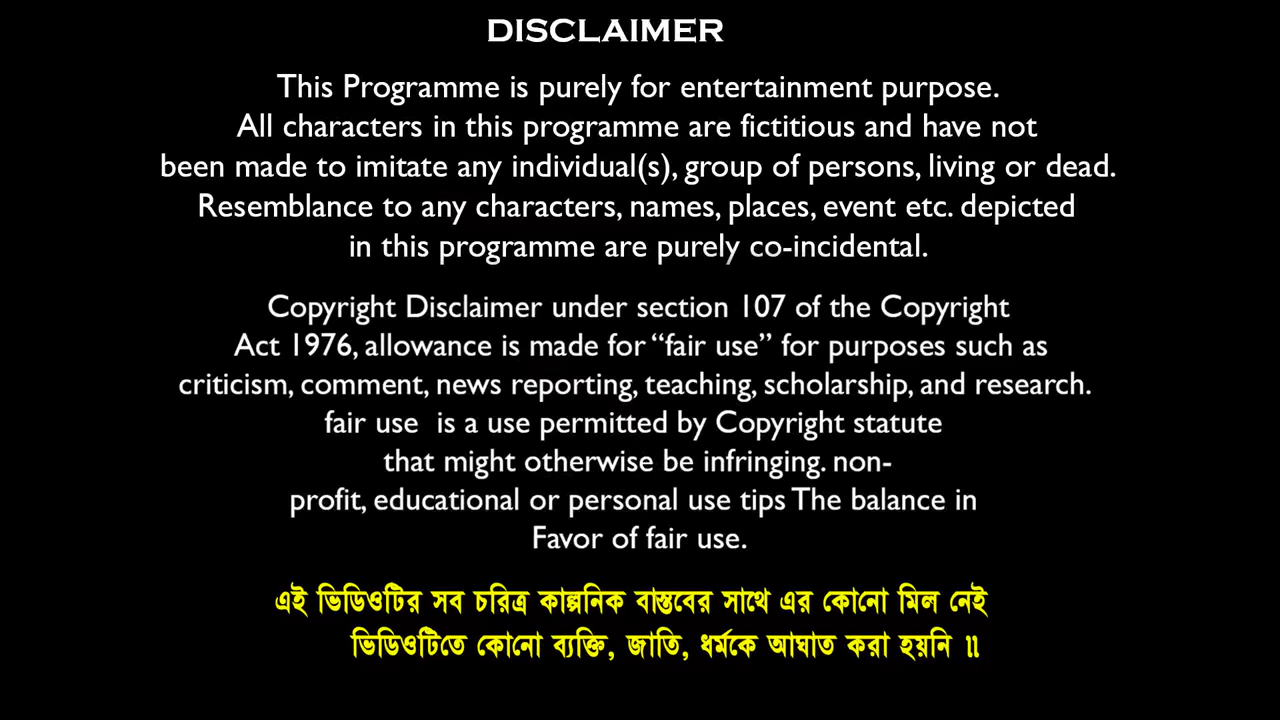 DISCLAIMER
This Programme is purely for entertainment purpose.
All characters in this programme are fictitious and have not
been made to imitate any individual(s), group of persons, living or dead.
Resemblance to any characters, names, places, event etc. depicted
in this programme are purely co-incidental.
Copyright Disclaimer under section 107 of the Copyright
Act 1976, allowance is made for “fair use” for purposes such as
criticism, comment, news reporting, teaching, scholarship, and research.
fair use is a use permitted by Copyright statute
that might otherwise be infringing. non-
profit, educational or personal use tips The balance in
Favor of fair use.
এই ভিডিওটির সব চরিত্র কাল্পনিক বাস্তবের সাথে এর কোনো মিল নেই
ভিডিওটিতে কোনো ব্যক্তি, জাতি, ধর্মকে আঘাত করা হয়নি ॥